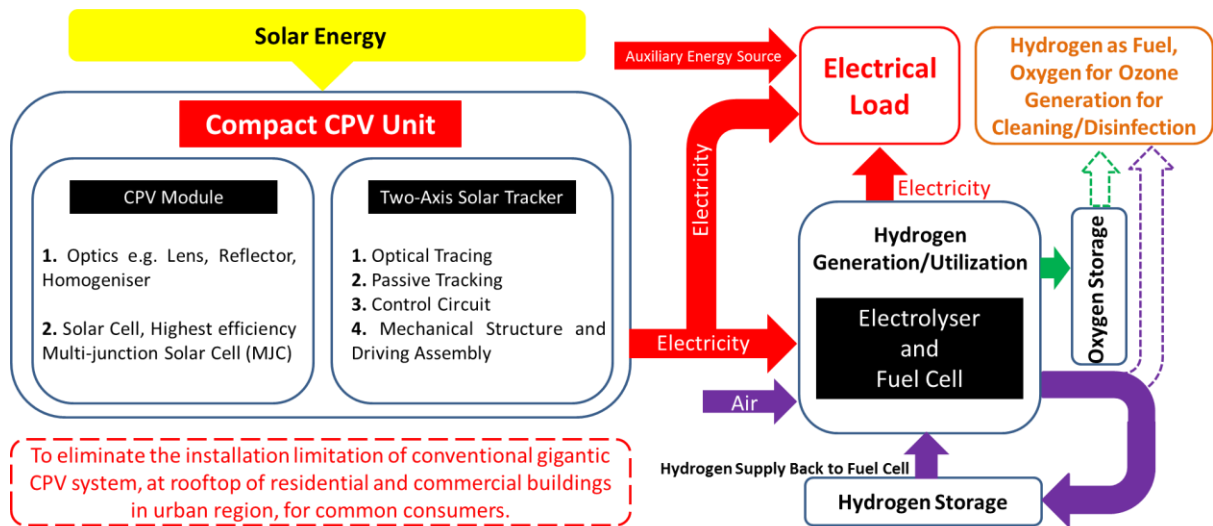 Solar Energy
Compact CPV Unit
CPV Module
1. Optics e.g. Lens, Reflector,
Homogeniser
2. Solar Cell, Highest efficiency
Multi-junction Solar Cell (MJC)
Two-Axis Solar Tracker
1. Optical Tracing
2. Passive Tracking
3. Control Circuit
4. Mechanical Structure and
Driving Assembly
To eliminate the installation limitation of conventional gigantic
CPV system, at rooftop of residential and commercial buildings
in urban region, for common consumers.
Auxiliary Energy Source
Electrical
Load
Electricity
Electricity
Electricity
Air
Hydrogen
Generation/Utilization
Electrolyser
and
Fuel Cell
Hydrogen Supply Back to Fuel Cell
Hydrogen Storage
Oxygen Storage
Hydrogen as Fuel,
Oxygen for Ozone
Generation for
Cleaning/Disinfection